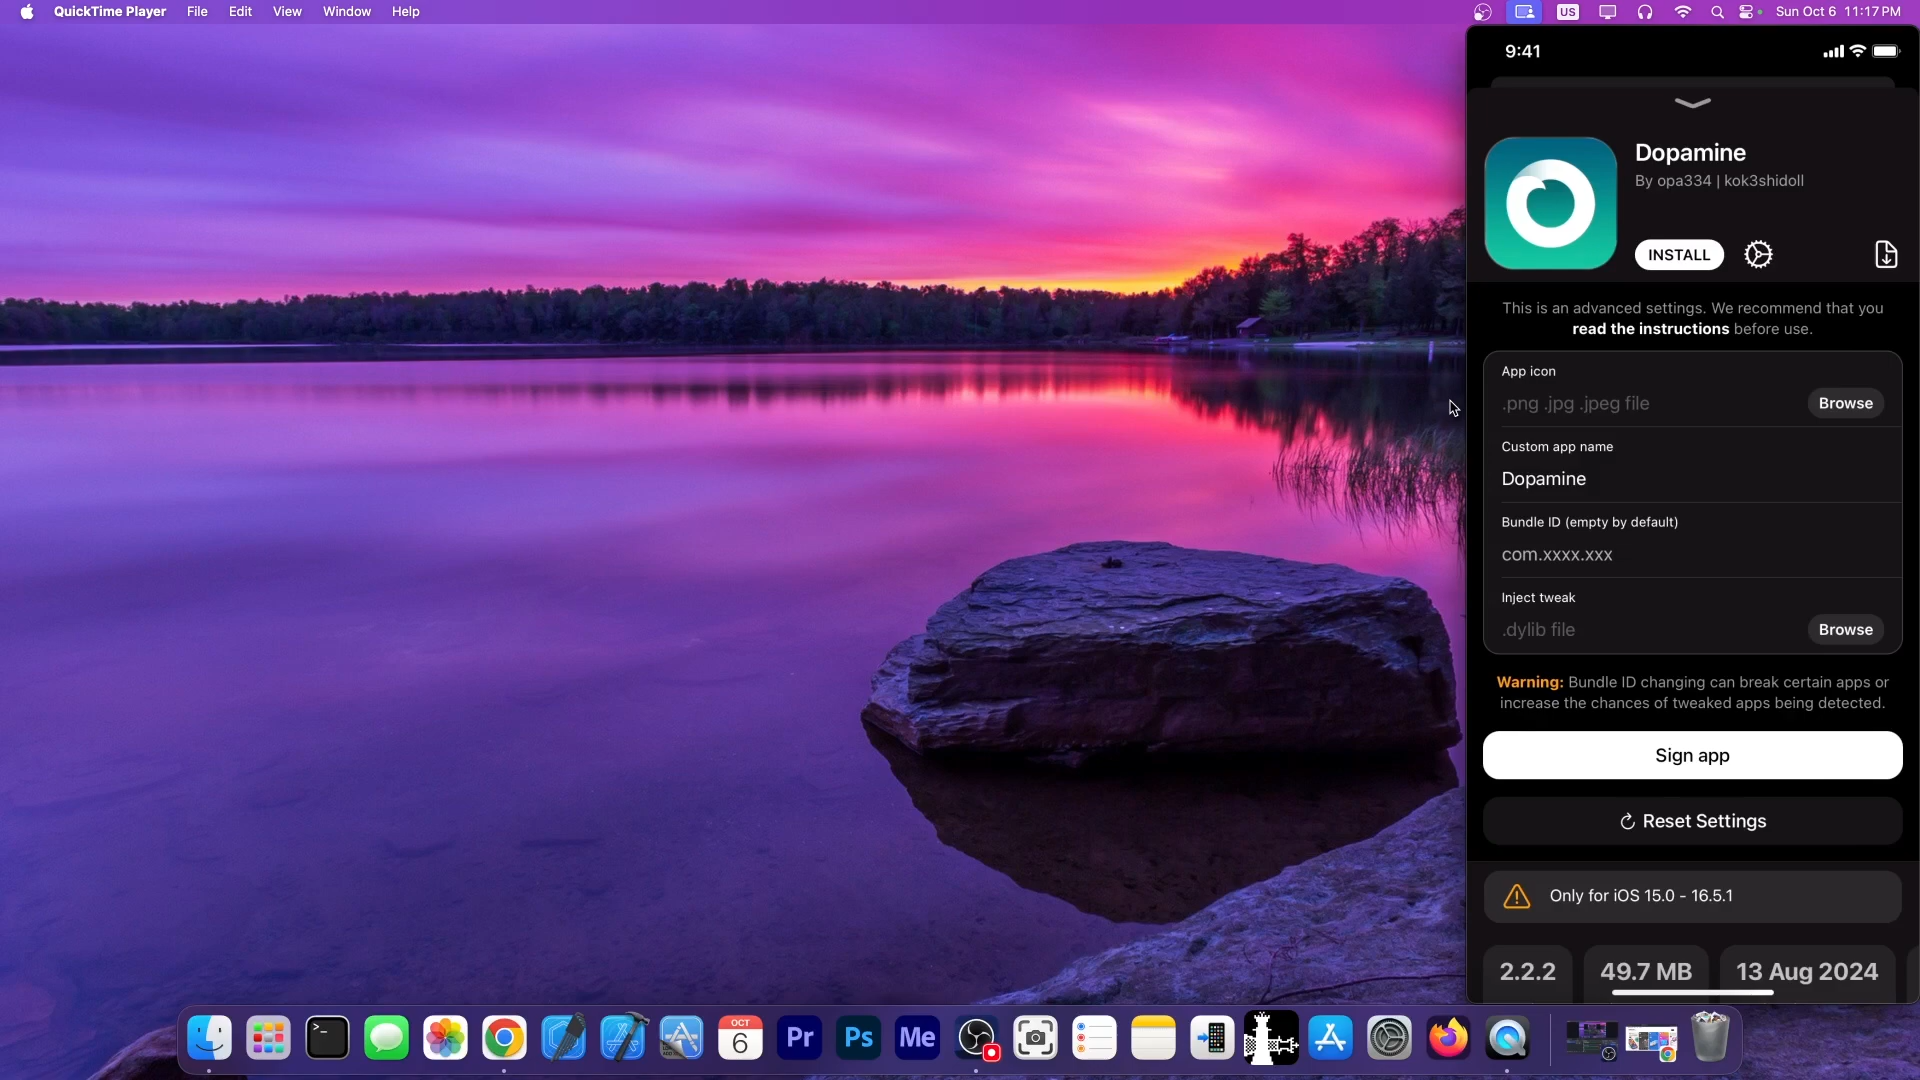 QuickTime Player File Edit View Window Help
US Sun Oct 6 11:17 PM
9:41
Dopamine
By opa334 | kok3shidoll
INSTALL
This is an advanced settings. We recommend that you
read the instructions before use.
App icon
.png .jpg .jpeg file Browse
Custom app name
Dopamine
Bundle ID (empty by default)
com.xxxx.xxx
Inject tweak
.dylib file Browse
Warning: Bundle ID changing can break certain apps or
increase the chances of tweaked apps being detected.
Sign app
Reset Settings
Only for iOS 15.0 - 16.5.1
2.2.2 49.7 MB 13 Aug 2024
OCT
6
Pr
Ps
Me